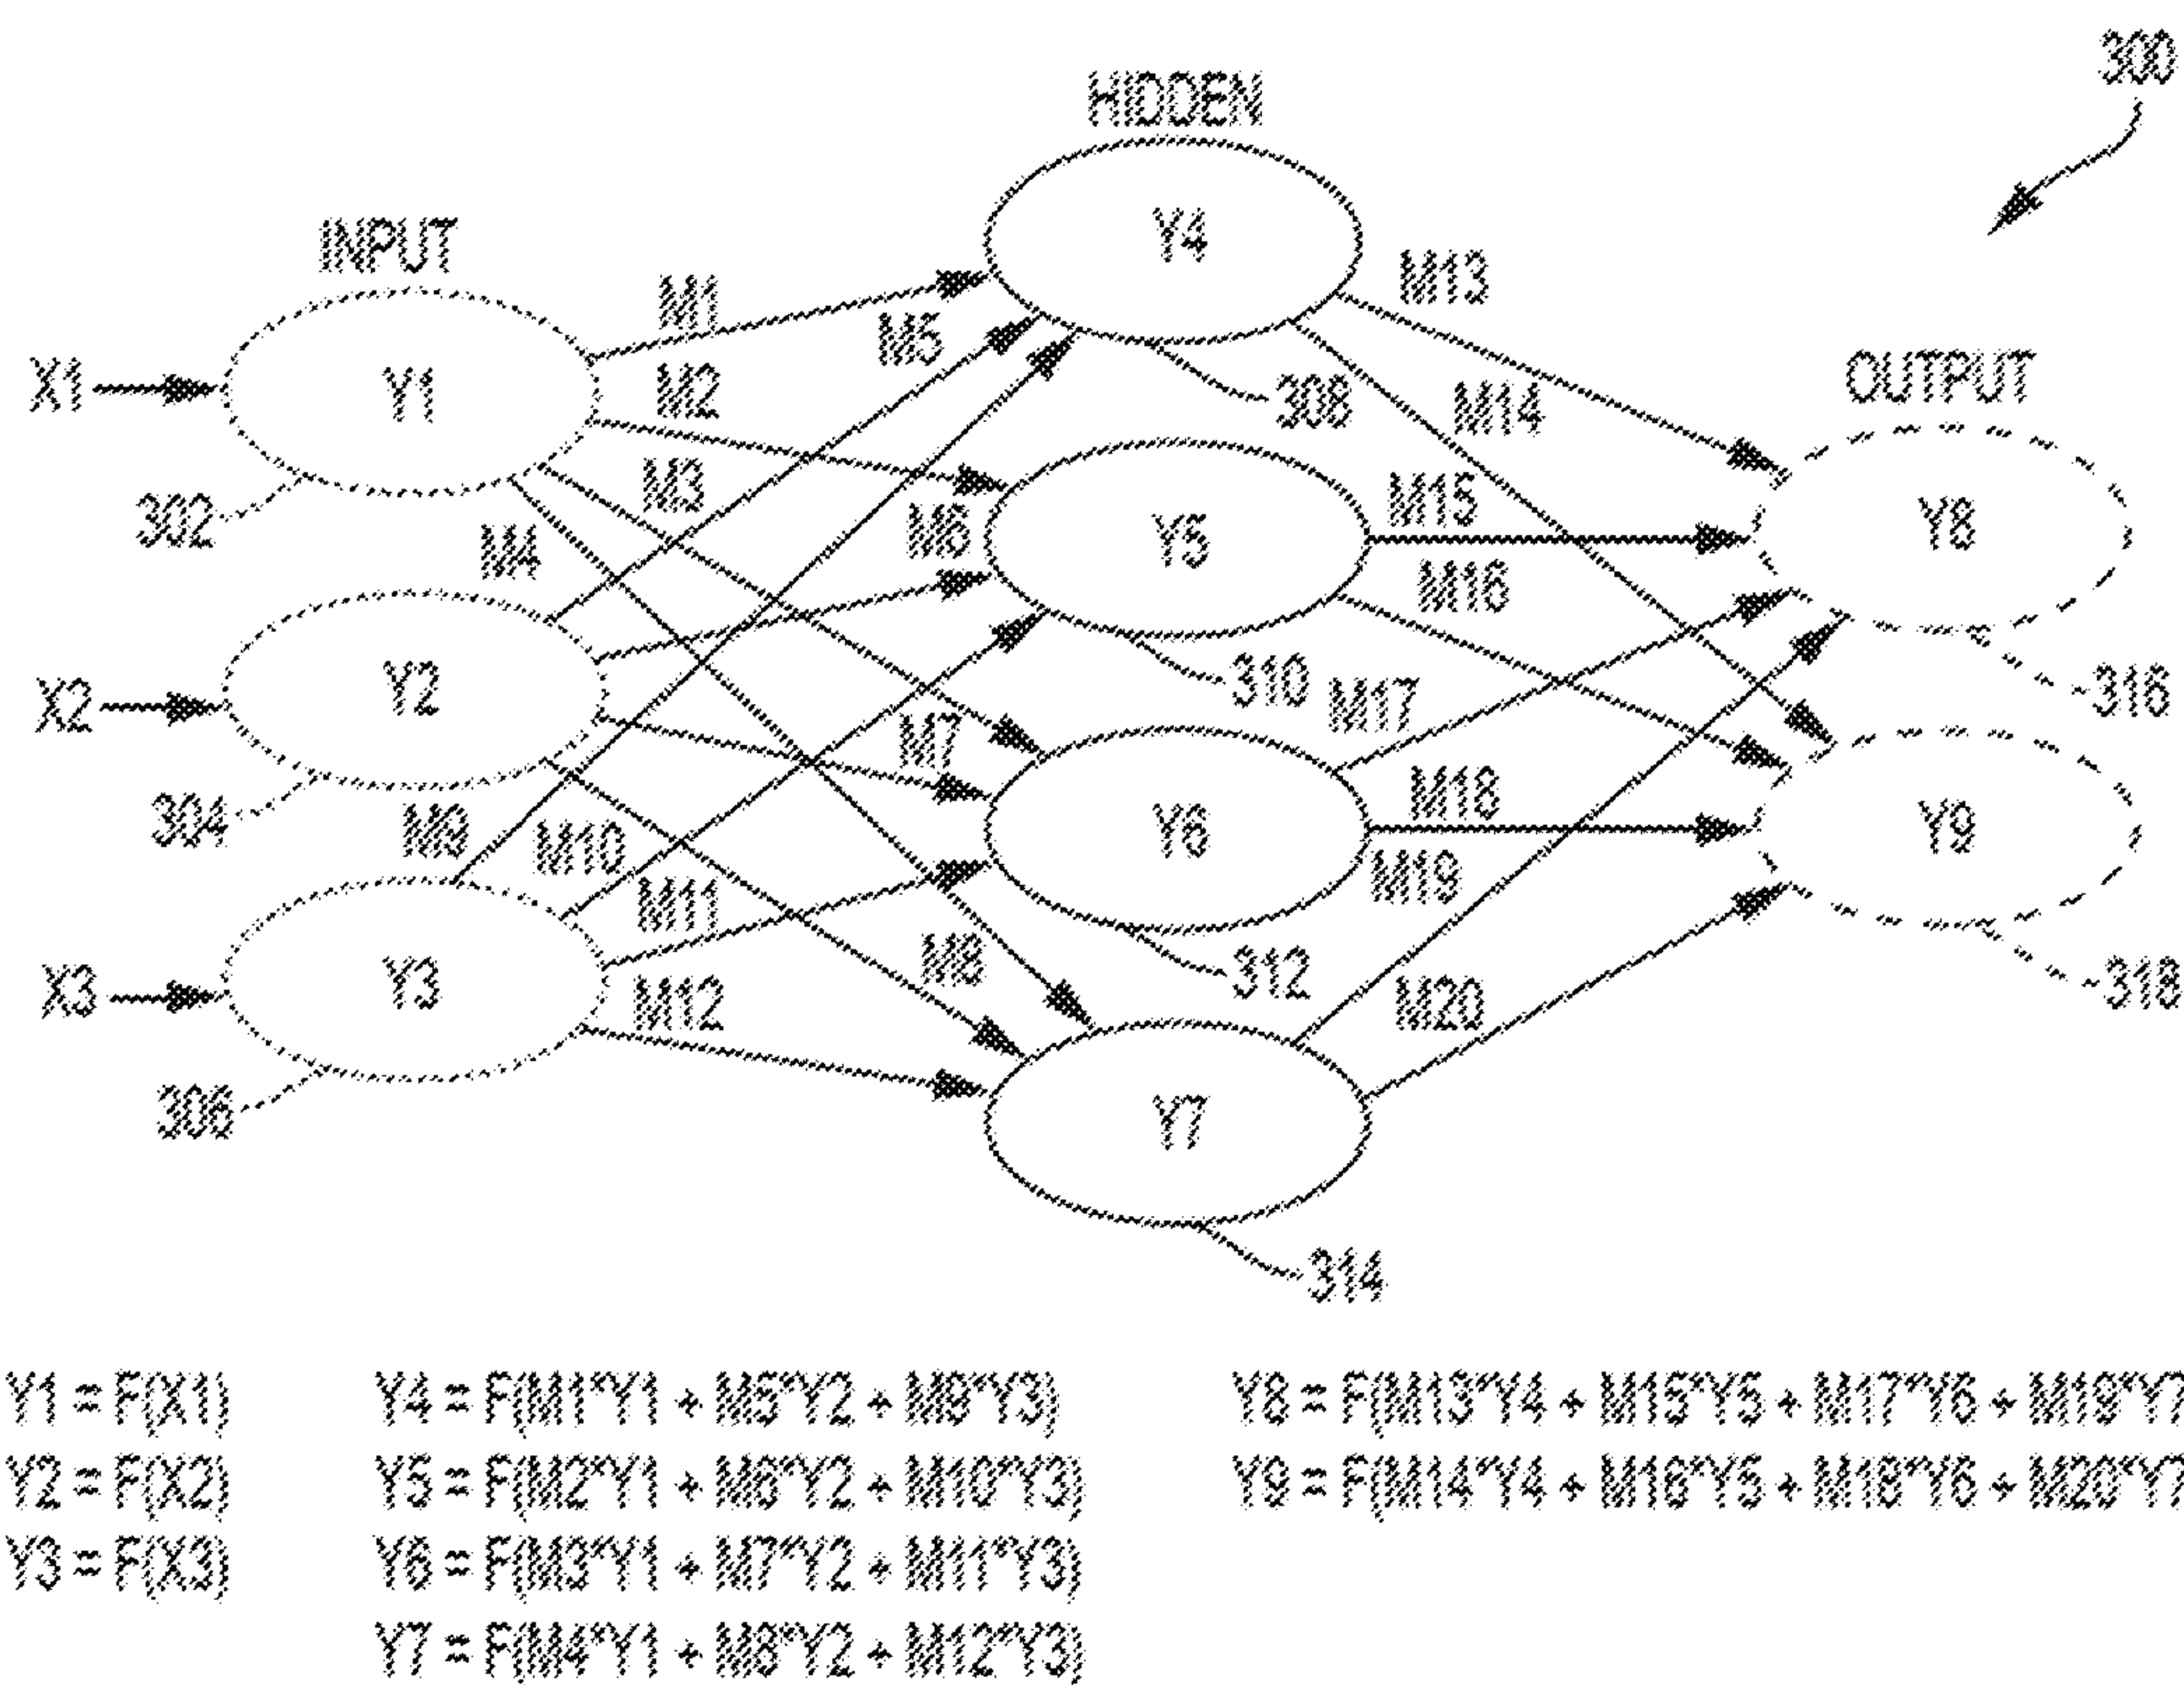 300
HIDDEN
Y4
INPUT
M1
M13
M5
X1
Y1
M2
308
M14
OUTPUT
M3
302
M4
M6
Y5
M15
Y8
M16
X2
Y2
310
M17
316
M7
304
M9
M10
Y6
M18
Y9
M19
M11
M8
X3
Y3
312
318
M12
M20
306
Y7
314
Y1 = F(X1)
Y2 = F(X2)
Y3 = F(X3)
Y4 = F(M1*Y1 + M5*Y2 + M9*Y3)
Y5 = F(M2*Y1 + M6*Y2 + M10*Y3)
Y6 = F(M3*Y1 + M7*Y2 + M11*Y3)
Y7 = F(M4*Y1 + M8*Y2 + M12*Y3)
Y8 = F(M13*Y4 + M15*Y5 + M17*Y6 + M19*Y7
Y9 = F(M14*Y4 + M16*Y5 + M18*Y6 + M20*Y7